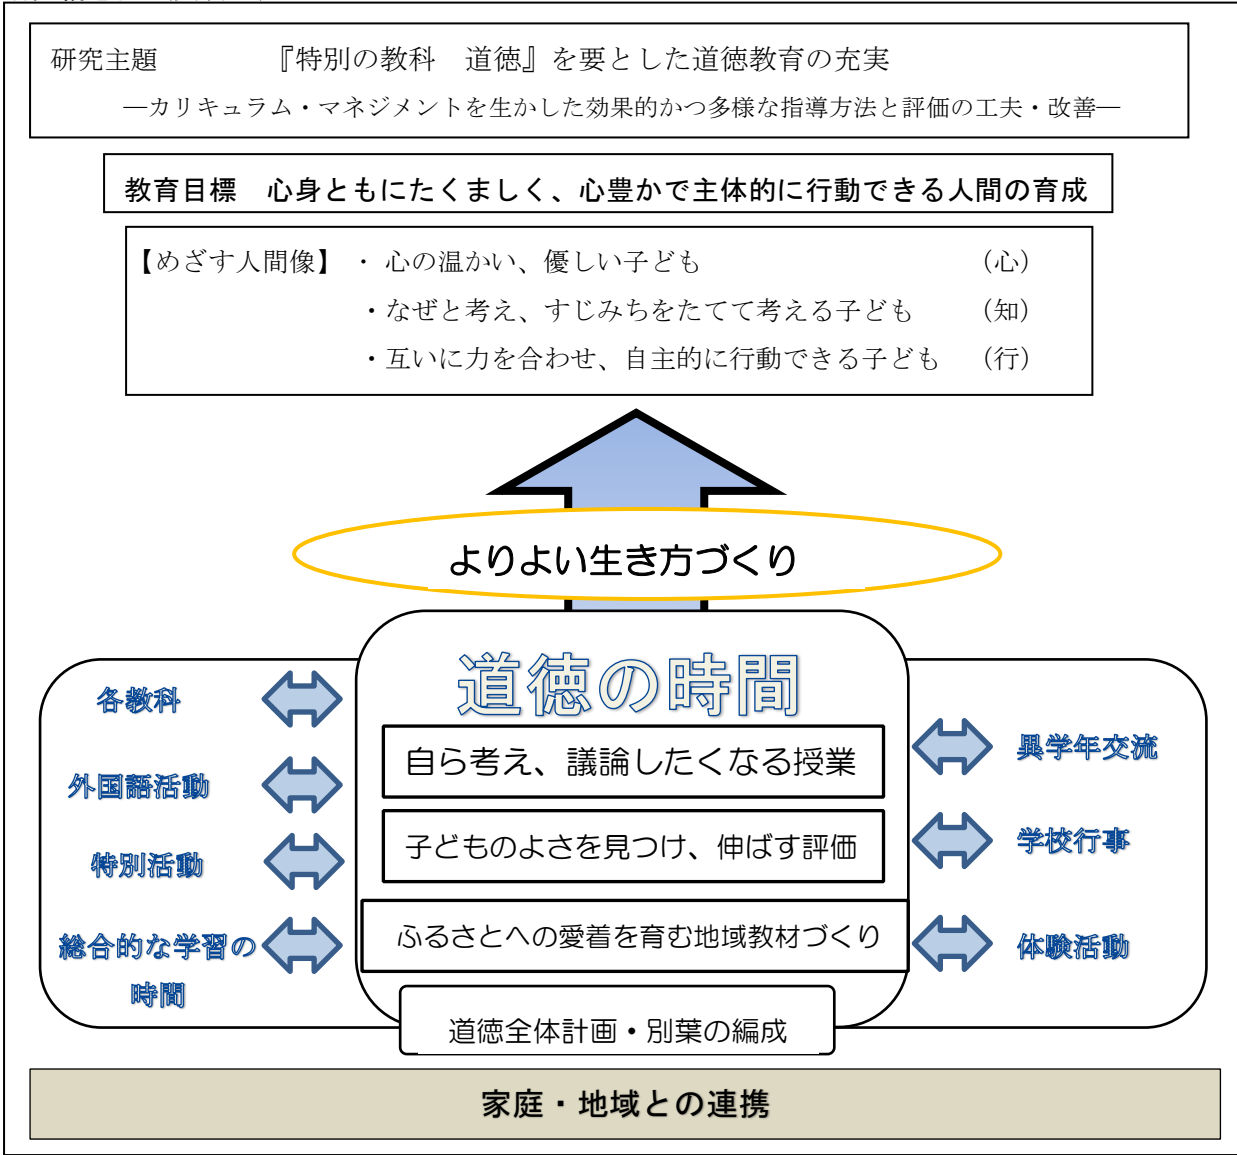 研究主題　『特別の教科　道徳』を要とした道徳教育の充実
―カリキュラム・マネジメントを生かした効果的かつ多様な指導方法と評価の工夫・改善―
教育目標　心身ともにたくましく、心豊かで主体的に行動できる人間の育成
【めざす人間像】・心の温かい、優しい子ども　（心）
・なぜと考え、すじみちをたてて考える子ども　（知）
・互いに力を合わせ、自主的に行動できる子ども　（行）
よりよい生き方づくり
道徳の時間
自ら考え、議論したくなる授業
子どものよさを見つけ、伸ばす評価
ふるさとへの愛着を育む地域教材づくり
道徳全体計画・別葉の編成
各教科
外国語活動
特別活動
総合的な学習の
時間
異学年交流
学校行事
体験活動
家庭・地域との連携